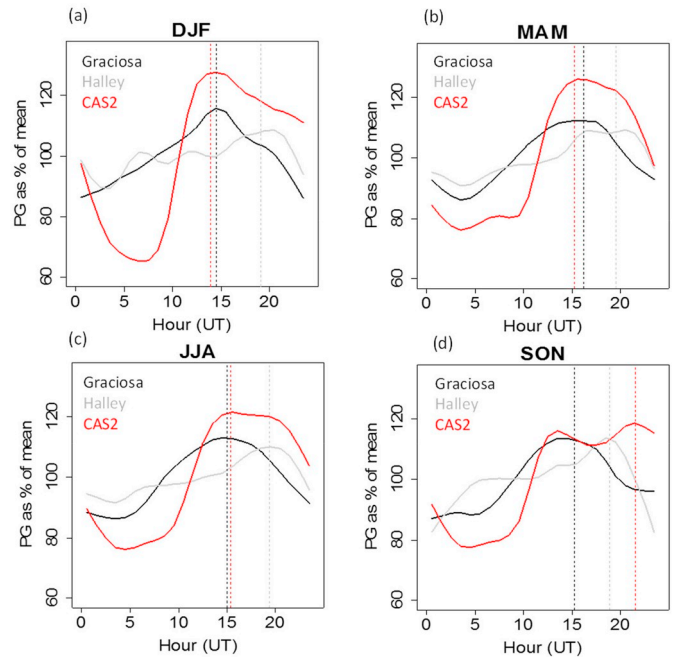 (a)
DJF
Graciosa
Halley
CAS2
PG as % of mean
60
80
100
120
0 5 10 15 20
Hour (UT)
(b)
MAM
Graciosa
Halley
CAS2
PG as % of mean
60
80
100
120
0 5 10 15 20
Hour (UT)
(c)
JJA
Graciosa
Halley
CAS2
PG as % of mean
60
80
100
120
0 5 10 15 20
Hour (UT)
(d)
SON
Graciosa
Halley
CAS2
PG as % of mean
60
80
100
120
0 5 10 15 20
Hour (UT)